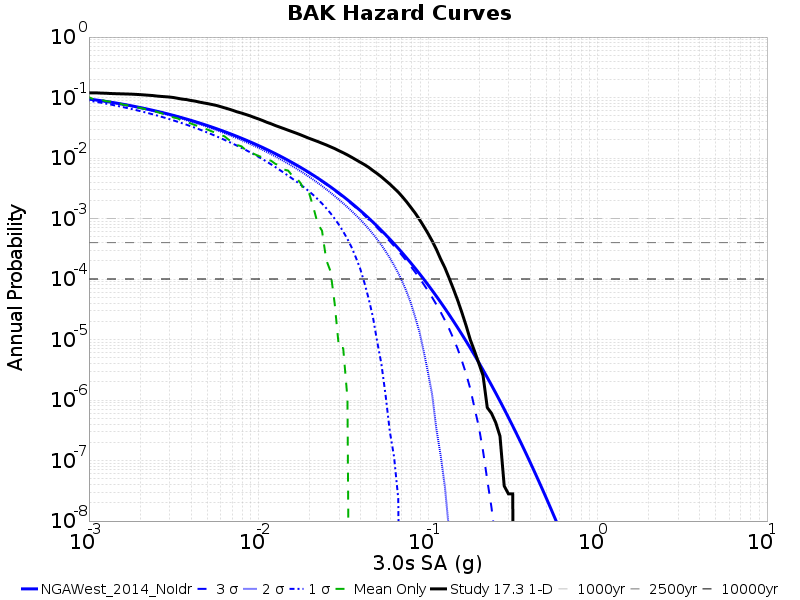 BAK Hazard Curves
10^0
10^-1
10^-2
10^-3
10^-4
10^-5
10^-6
10^-7
10^-8
Annual Probability
10^-3 10^-2 10^-1 10^0 10^1
3.0s SA (g)
NGAWest_2014_NoIdr 3 σ 2 σ 1 σ Mean Only Study 17.3 1-D 1000yr 2500yr 10000yr